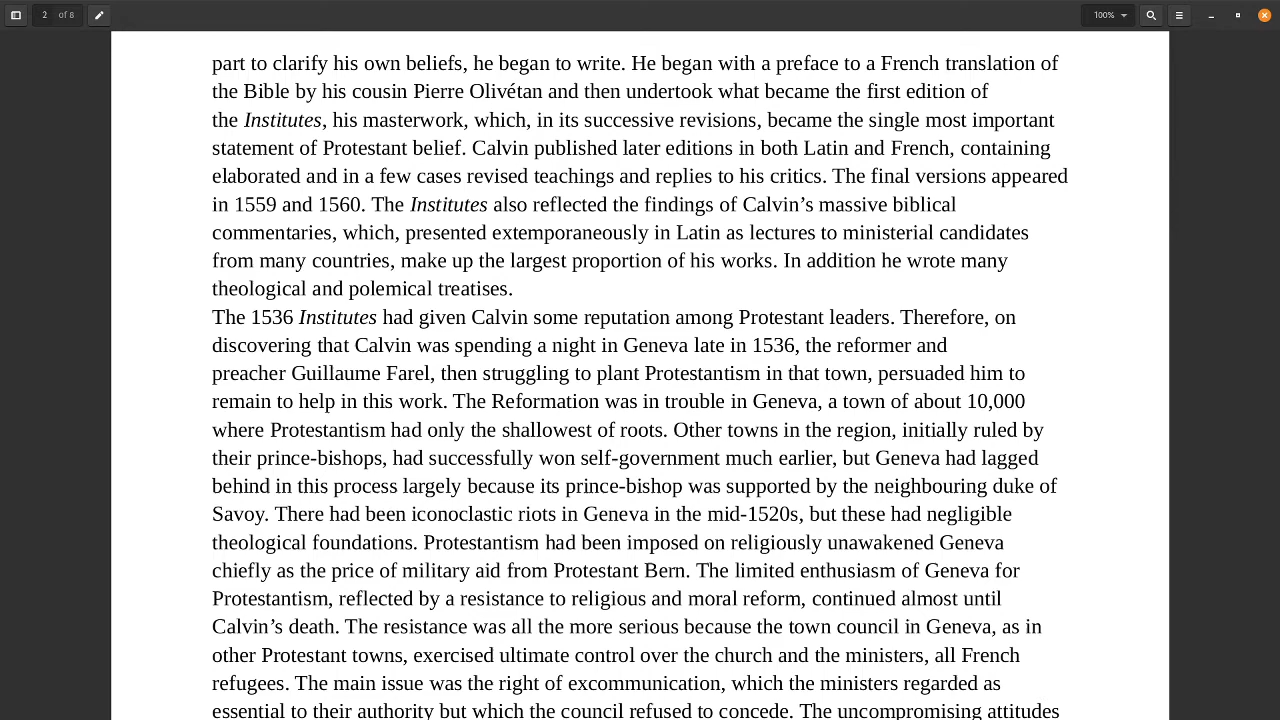 2 of 8
100%
part to clarify his own beliefs, he began to write. He began with a preface to a French translation of
the Bible by his cousin Pierre Olivétan and then undertook what became the first edition of
the Institutes, his masterwork, which, in its successive revisions, became the single most important
statement of Protestant belief. Calvin published later editions in both Latin and French, containing
elaborated and in a few cases revised teachings and replies to his critics. The final versions appeared
in 1559 and 1560. The Institutes also reflected the findings of Calvin’s massive biblical
commentaries, which, presented extemporaneously in Latin as lectures to ministerial candidates
from many countries, make up the largest proportion of his works. In addition he wrote many
theological and polemical treatises.
The 1536 Institutes had given Calvin some reputation among Protestant leaders. Therefore, on
discovering that Calvin was spending a night in Geneva late in 1536, the reformer and
preacher Guillaume Farel, then struggling to plant Protestantism in that town, persuaded him to
remain to help in this work. The Reformation was in trouble in Geneva, a town of about 10,000
where Protestantism had only the shallowest of roots. Other towns in the region, initially ruled by
their prince-bishops, had successfully won self-government much earlier, but Geneva had lagged
behind in this process largely because its prince-bishop was supported by the neighbouring duke of
Savoy. There had been iconoclastic riots in Geneva in the mid-1520s, but these had negligible
theological foundations. Protestantism had been imposed on religiously unawakened Geneva
chiefly as the price of military aid from Protestant Bern. The limited enthusiasm of Geneva for
Protestantism, reflected by a resistance to religious and moral reform, continued almost until
Calvin’s death. The resistance was all the more serious because the town council in Geneva, as in
other Protestant towns, exercised ultimate control over the church and the ministers, all French
refugees. The main issue was the right of excommunication, which the ministers regarded as
essential to their authority but which the council refused to concede. The uncompromising attitudes